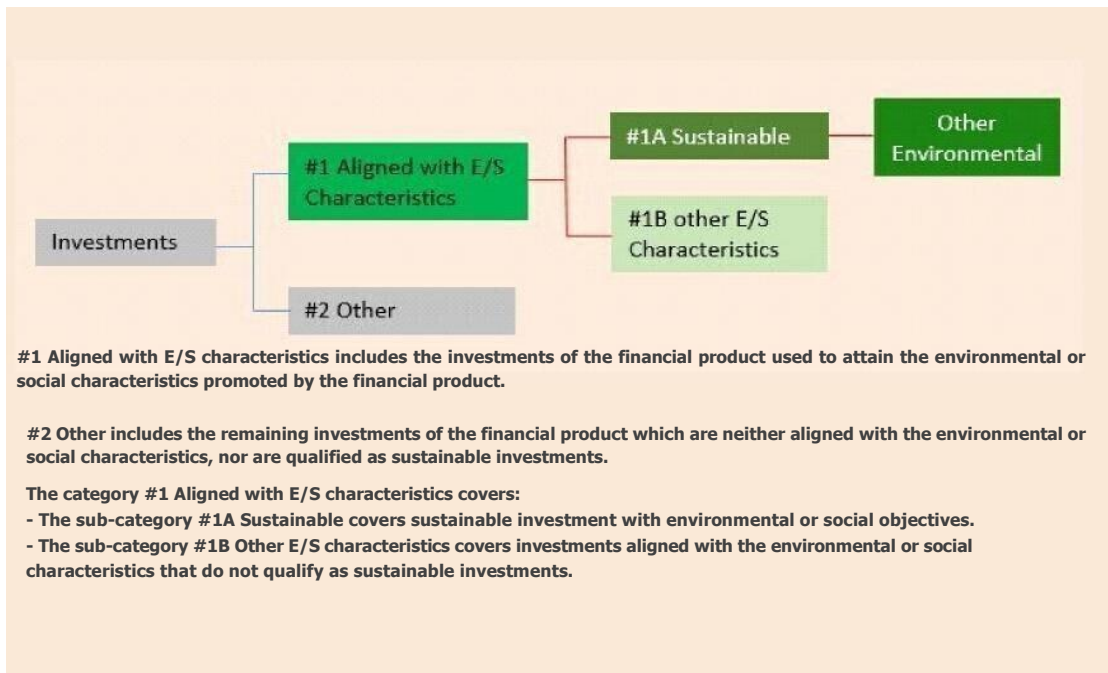 Other
Environmental
#1A Sustainable
#1 Aligned with E/S
Characteristics
#1B other E/S
Characteristics
Investments
#2 Other
#1 Aligned with E/S characteristics includes the investments of the financial product used to attain the environmental or
social characteristics promoted by the financial product.
#2 Other includes the remaining investments of the financial product which are neither aligned with the environmental or
social characteristics, nor are qualified as sustainable investments.
The category #1 Aligned with E/S characteristics covers:
- The sub-category #1A Sustainable covers sustainable investment with environmental or social objectives.
- The sub-category #1B Other E/S characteristics covers investments aligned with the environmental or social
characteristics that do not qualify as sustainable investments.